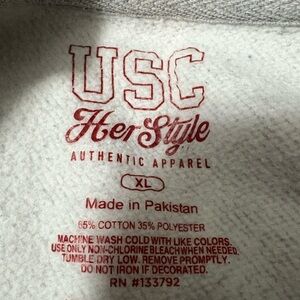 USC
Her Style
AUTHENTIC APPAREL
XL
Made in Pakistan
65% COTTON 35% POLYESTER
MACHINE WASH COLD WITH LIKE COLORS.
USE ONLY NON-CHLORINE BLEACH WHEN NEEDED.
TUMBLE DRY LOW. REMOVE PROMPTLY.
DO NOT IRON IF DECORATED.
RN #133792